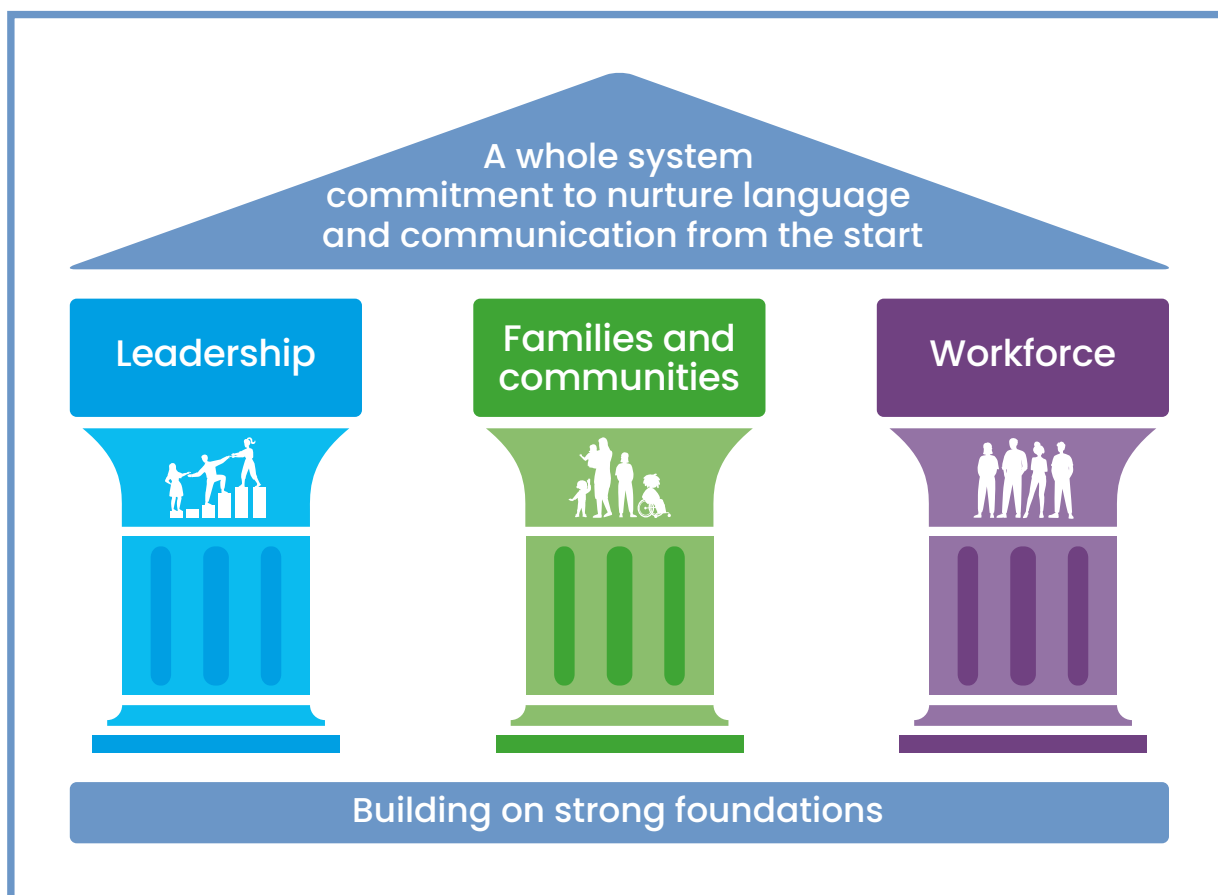 A whole system
commitment to nurture language
and communication from the start
Leadership
Families and
communities
Workforce
Building on strong foundations